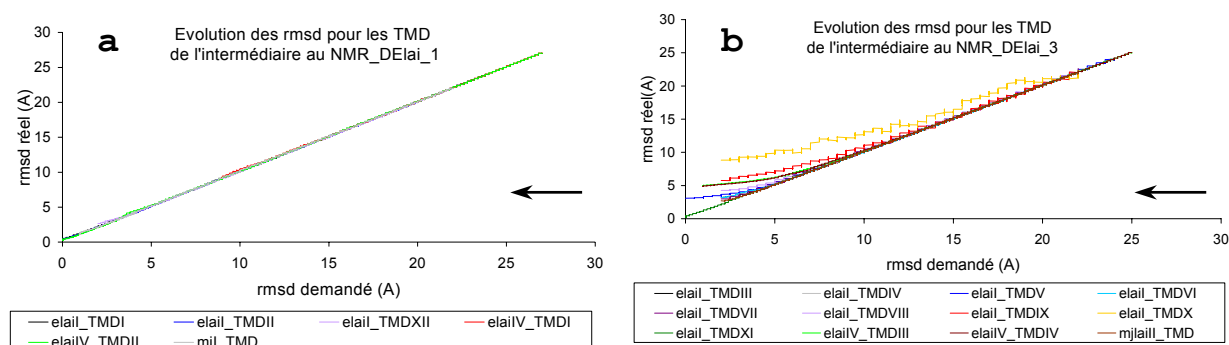 a
Evolution des rmsd pour les TMD
de l'intermédiaire au NMR_DElai_1
rmsd réel (A)
30
25
20
15
10
5
0
0 5 10 15 20 25 30
rmsd demandé (A)
elaiI_TMDI elaiI_TMDII elaiI_TMDXII elaiIV_TMDI
elaiIV_TMDII mjI_TMD
b
Evolution des rmsd pour les TMD
de l'intermédiaire au NMR_DElai_3
rmsd réel(A)
30
25
20
15
10
5
0
0 5 10 15 20 25 30
rmsd demandé (A)
elaiI_TMDIII elaiI_TMDIV elaiI_TMDV elaiI_TMDVI
elaiI_TMDVII elaiI_TMDVIII elaiI_TMDIX elaiI_TMDX
elaiI_TMDXI elaiIV_TMDIII elaiIV_TMDIV mjlaiII_TMD